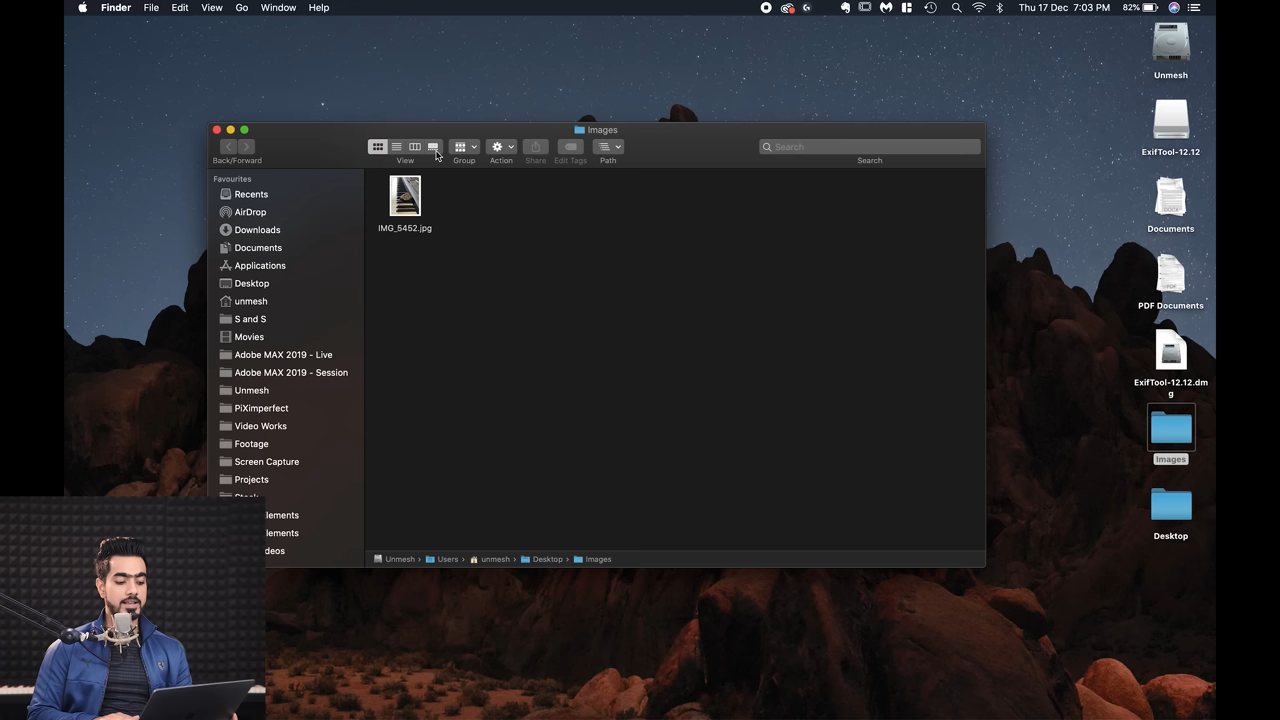 Finder File Edit View Go Window Help
Thu 17 Dec 7:03 PM 82%
Images
Back/Forward View Group Action Share Edit Tags Path Search
Search
Favourites
Recents
AirDrop
Downloads
Documents
Applications
Desktop
unmesh
S and S
Movies
Adobe MAX 2019 - Live
Adobe MAX 2019 - Session
Unmesh
PiXimperfect
Video Works
Footage
Screen Capture
Projects
lements
lements
deos
IMG_5452.jpg
Unmesh › Users › unmesh › Desktop › Images
Unmesh
ExifTool-12.12
DOCX
Documents
PDF
PDF Documents
ExifTool-12.12.dm
g
Images
Desktop